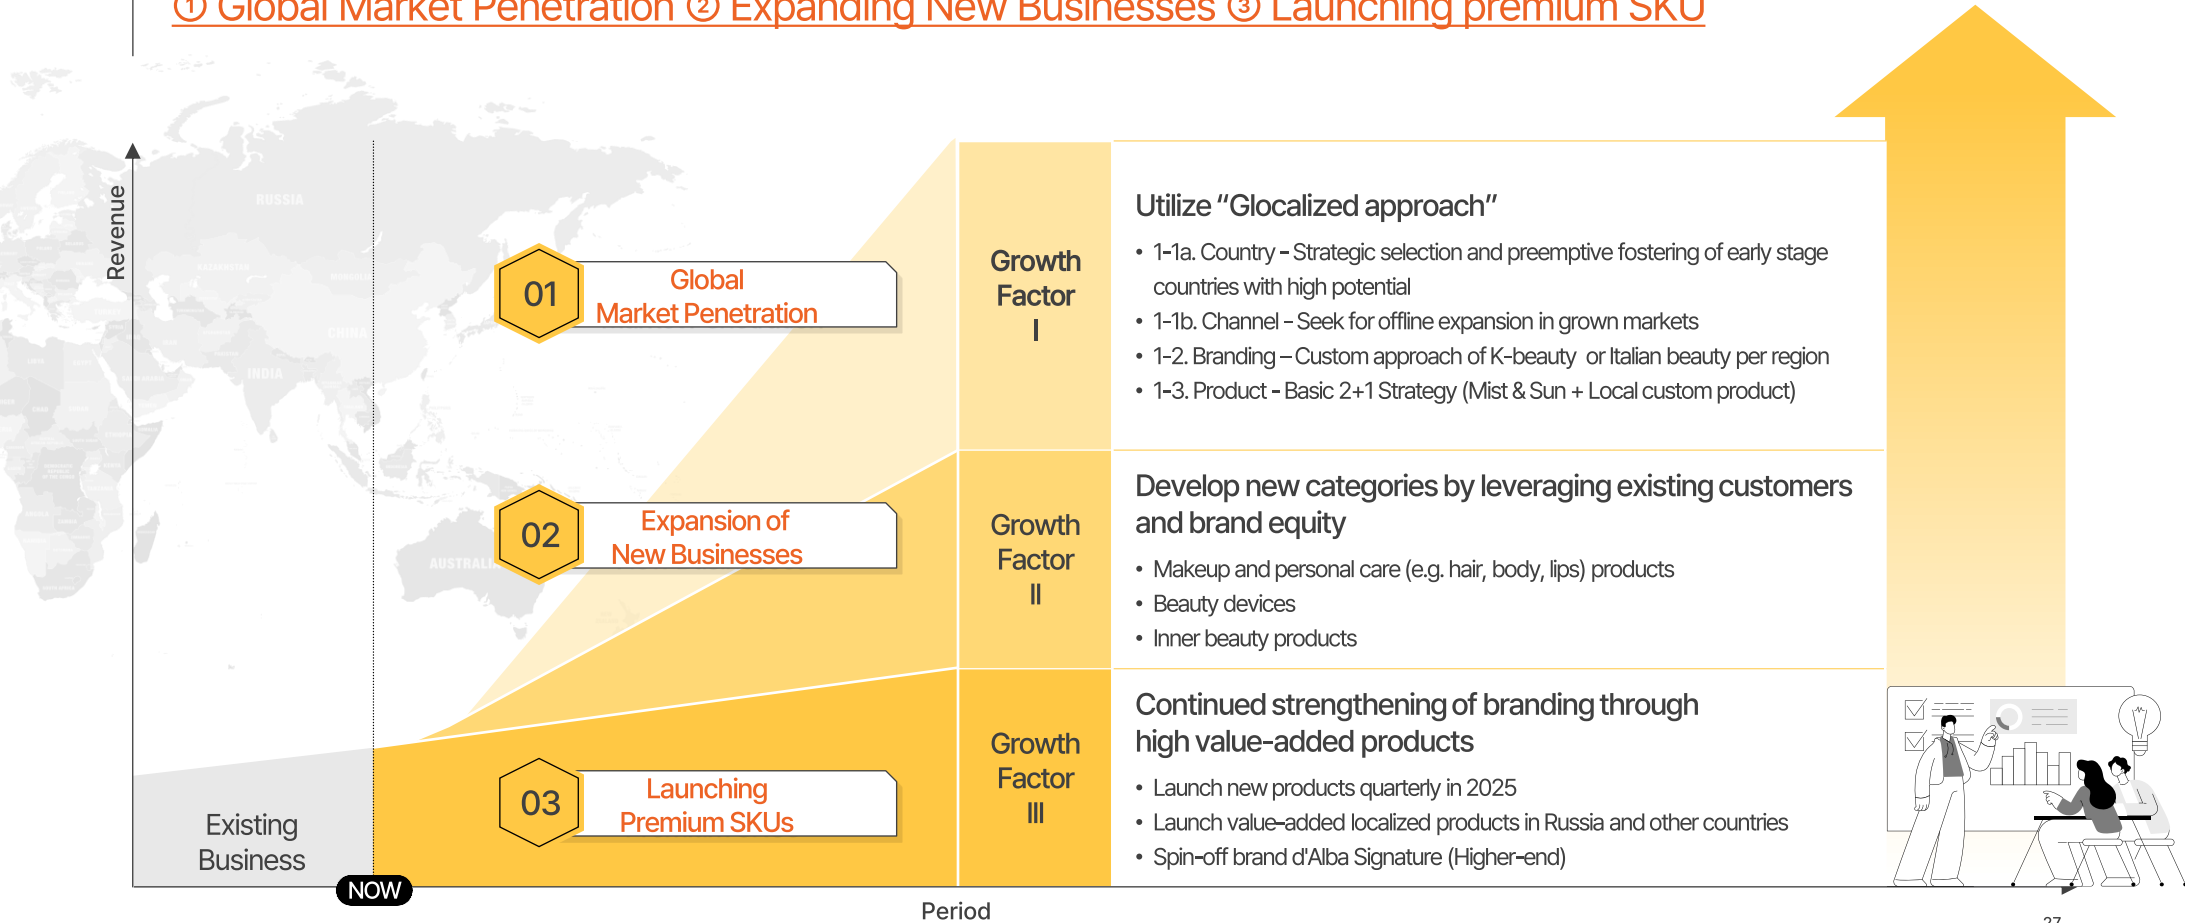 ① Global Market Penetration ② Expanding New Businesses ③ Launching premium SKU
Revenue
RUSSIA
CHINA
INDIA
AUSTRALIA
01
Global
Market Penetration
02
Expansion of
New Businesses
03
Launching
Premium SKUs
Existing
Business
NOW
Period
Growth
Factor
I
Utilize “Glocalized approach”
• 1-1a. Country - Strategic selection and preemptive fostering of early stage
countries with high potential
• 1-1b. Channel - Seek for offline expansion in grown markets
• 1-2. Branding – Custom approach of K-beauty or Italian beauty per region
• 1-3. Product - Basic 2+1 Strategy (Mist & Sun + Local custom product)
Growth
Factor
II
Develop new categories by leveraging existing customers
and brand equity
• Makeup and personal care (e.g. hair, body, lips) products
• Beauty devices
• Inner beauty products
Growth
Factor
III
Continued strengthening of branding through
high value-added products
• Launch new products quarterly in 2025
• Launch value-added localized products in Russia and other countries
• Spin-off brand d'Alba Signature (Higher-end)
27